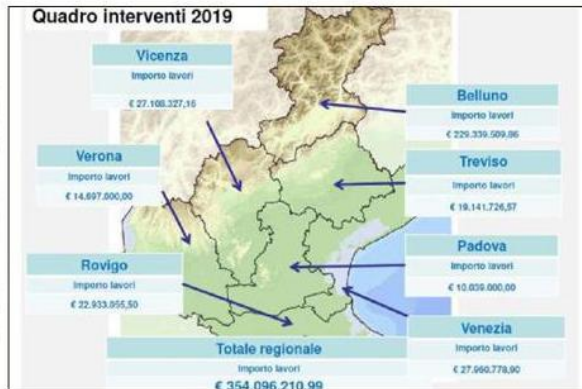 Quadro interventi 2019
Vicenza
Importo lavori
€ 27.108.327,16
Belluno
Importo lavori
€ 229.339.509,86
Verona
Importo lavori
€ 14.697.000,00
Treviso
Importo lavori
€ 19.141.726,57
Padova
Importo lavori
€ 10.039.000,00
Rovigo
Importo lavori
€ 22.933.055,50
Venezia
Importo lavori
€ 27.960.778,90
Totale regionale
Importo lavori
€ 354.096.210,99